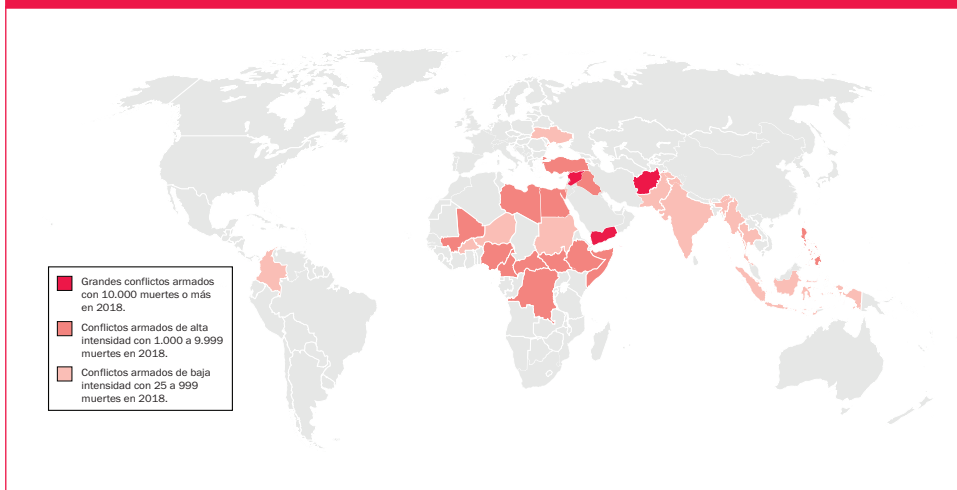 Grandes conflictos armados
con 10.000 muertes o más
en 2018.
Conflictos armados de alta
intensidad con 1.000 a 9.999
muertes en 2018.
Conflictos armados de baja
intensidad con 25 a 999
muertes en 2018.